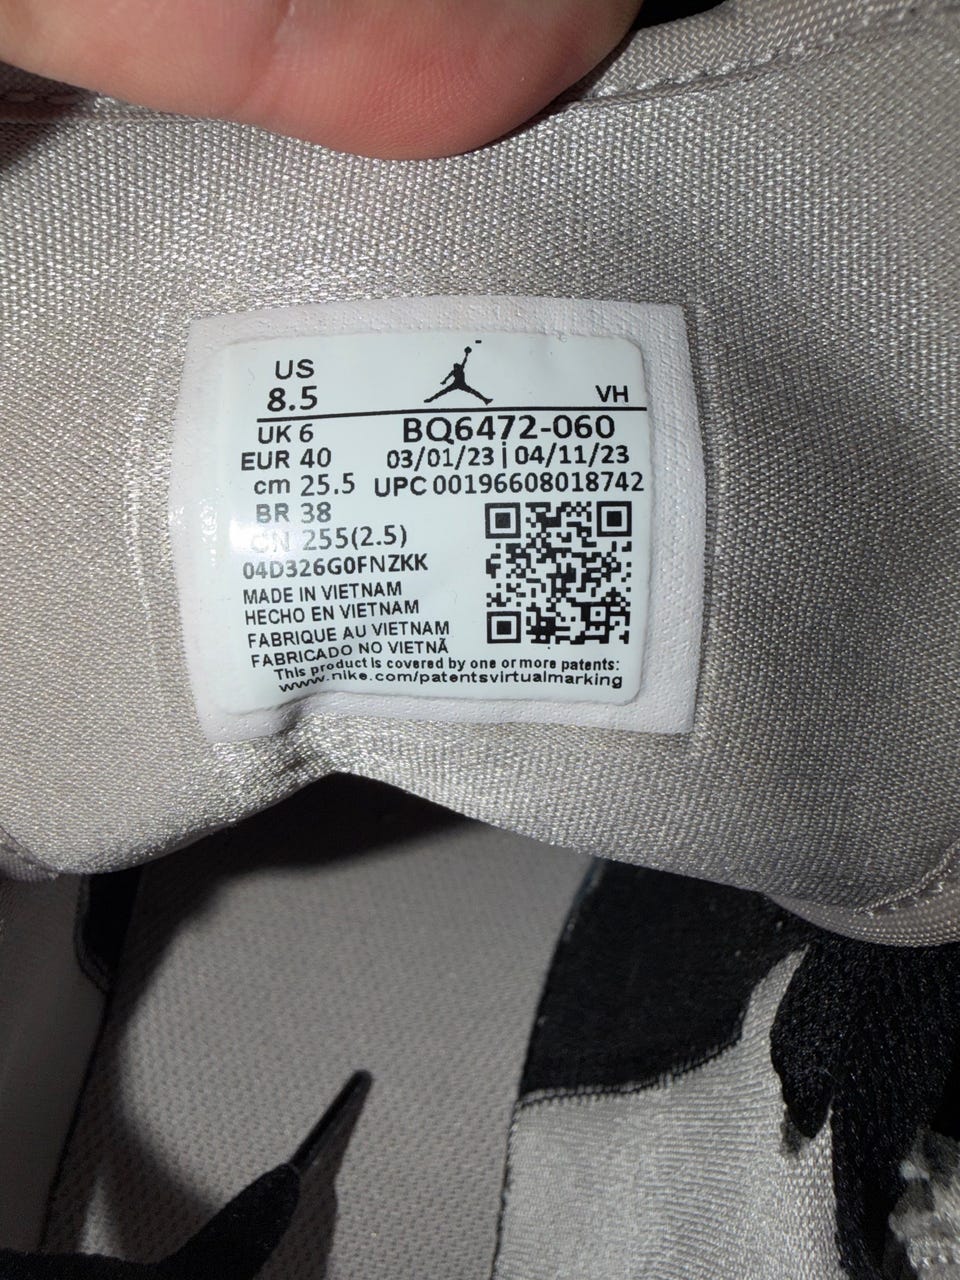 US
8.5
VH
UK 6
BQ6472-060
EUR 40
03/01/23 | 04/11/23
cm 25.5
UPC 00196608018742
BR 38
CN 255(2.5)
04D326G0FNZKK
MADE IN VIETNAM
HECHO EN VIETNAM
FABRIQUE AU VIETNAM
FABRICADO NO VIETNÃ
This product is covered by one or more patents:
www.nike.com/patentsvirtualmarking